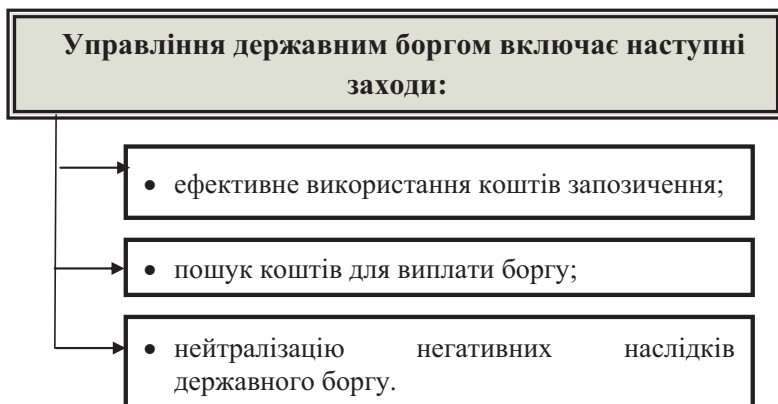 Управління державним боргом включає наступні
заходи:
• ефективне використання коштів запозичення;
• пошук коштів для виплати боргу;
• нейтралізацію негативних наслідків
державного боргу.